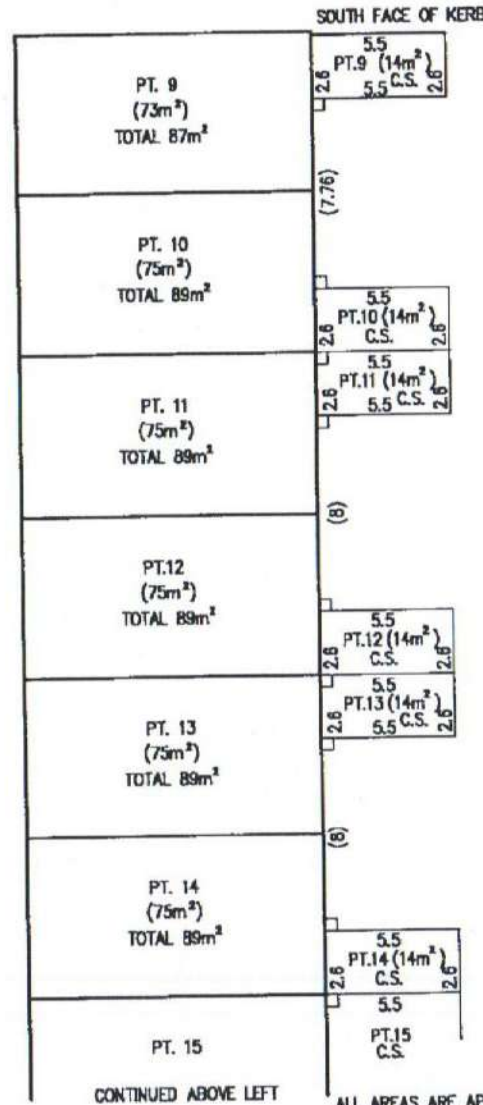 SOUTH FACE OF KERB
5.5
PT.9 (14m²)
2.6 C.S. 2.6
5.5
PT. 9
(73m²)
TOTAL 87m²
(7.76)
PT. 10
(75m²)
TOTAL 89m²
5.5
PT.10 (14m²)
2.6 C.S. 2.6
5.5
PT.11 (14m²)
2.6 C.S. 2.6
5.5
PT. 11
(75m²)
TOTAL 89m²
(8)
PT.12
(75m²)
TOTAL 89m²
5.5
PT.12 (14m²)
2.6 C.S. 2.6
5.5
PT.13 (14m²)
2.6 C.S. 2.6
5.5
PT. 13
(75m²)
TOTAL 89m²
(8)
PT. 14
(75m²)
TOTAL 89m²
5.5
PT.14 (14m²)
2.6 C.S. 2.6
5.5
PT.15
C.S.
PT. 15
CONTINUED ABOVE LEFT
ALL AREAS ARE